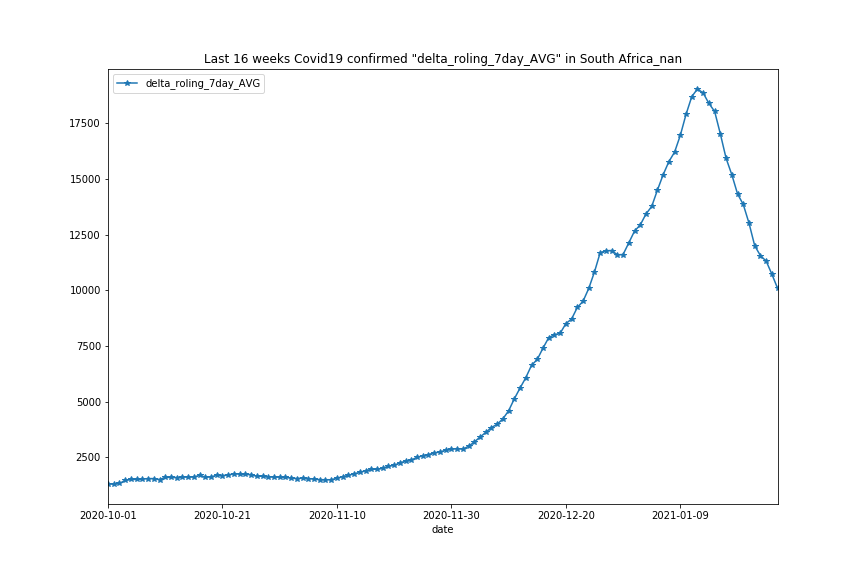 Last 16 weeks Covid19 confirmed "delta_roling_7day_AVG" in South Africa_nan
delta_roling_7day_AVG
17500
15000
12500
10000
7500
5000
2500
2020-10-01 2020-10-21 2020-11-10 2020-11-30 2020-12-20 2021-01-09
date